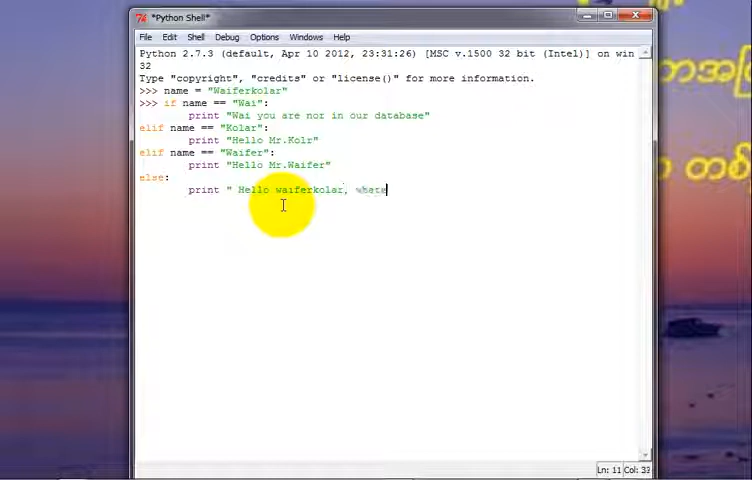 *Python Shell*
File Edit Shell Debug Options Windows Help
Python 2.7.3 (default, Apr 10 2012, 23:31:26) [MSC v.1500 32 bit (Intel)] on win
32
Type "copyright", "credits" or "license()" for more information.
>>> name = "Waiferkolar"
>>> if name == "Wai":
print "Wai you are nor in our database"
elif name == "Kolar":
print "Hello Mr.Kolr"
elif name == "Waifer":
print "Hello Mr.Waifer"
else:
print " Hello waiferkolar, whate
Ln: 11 Col: 33